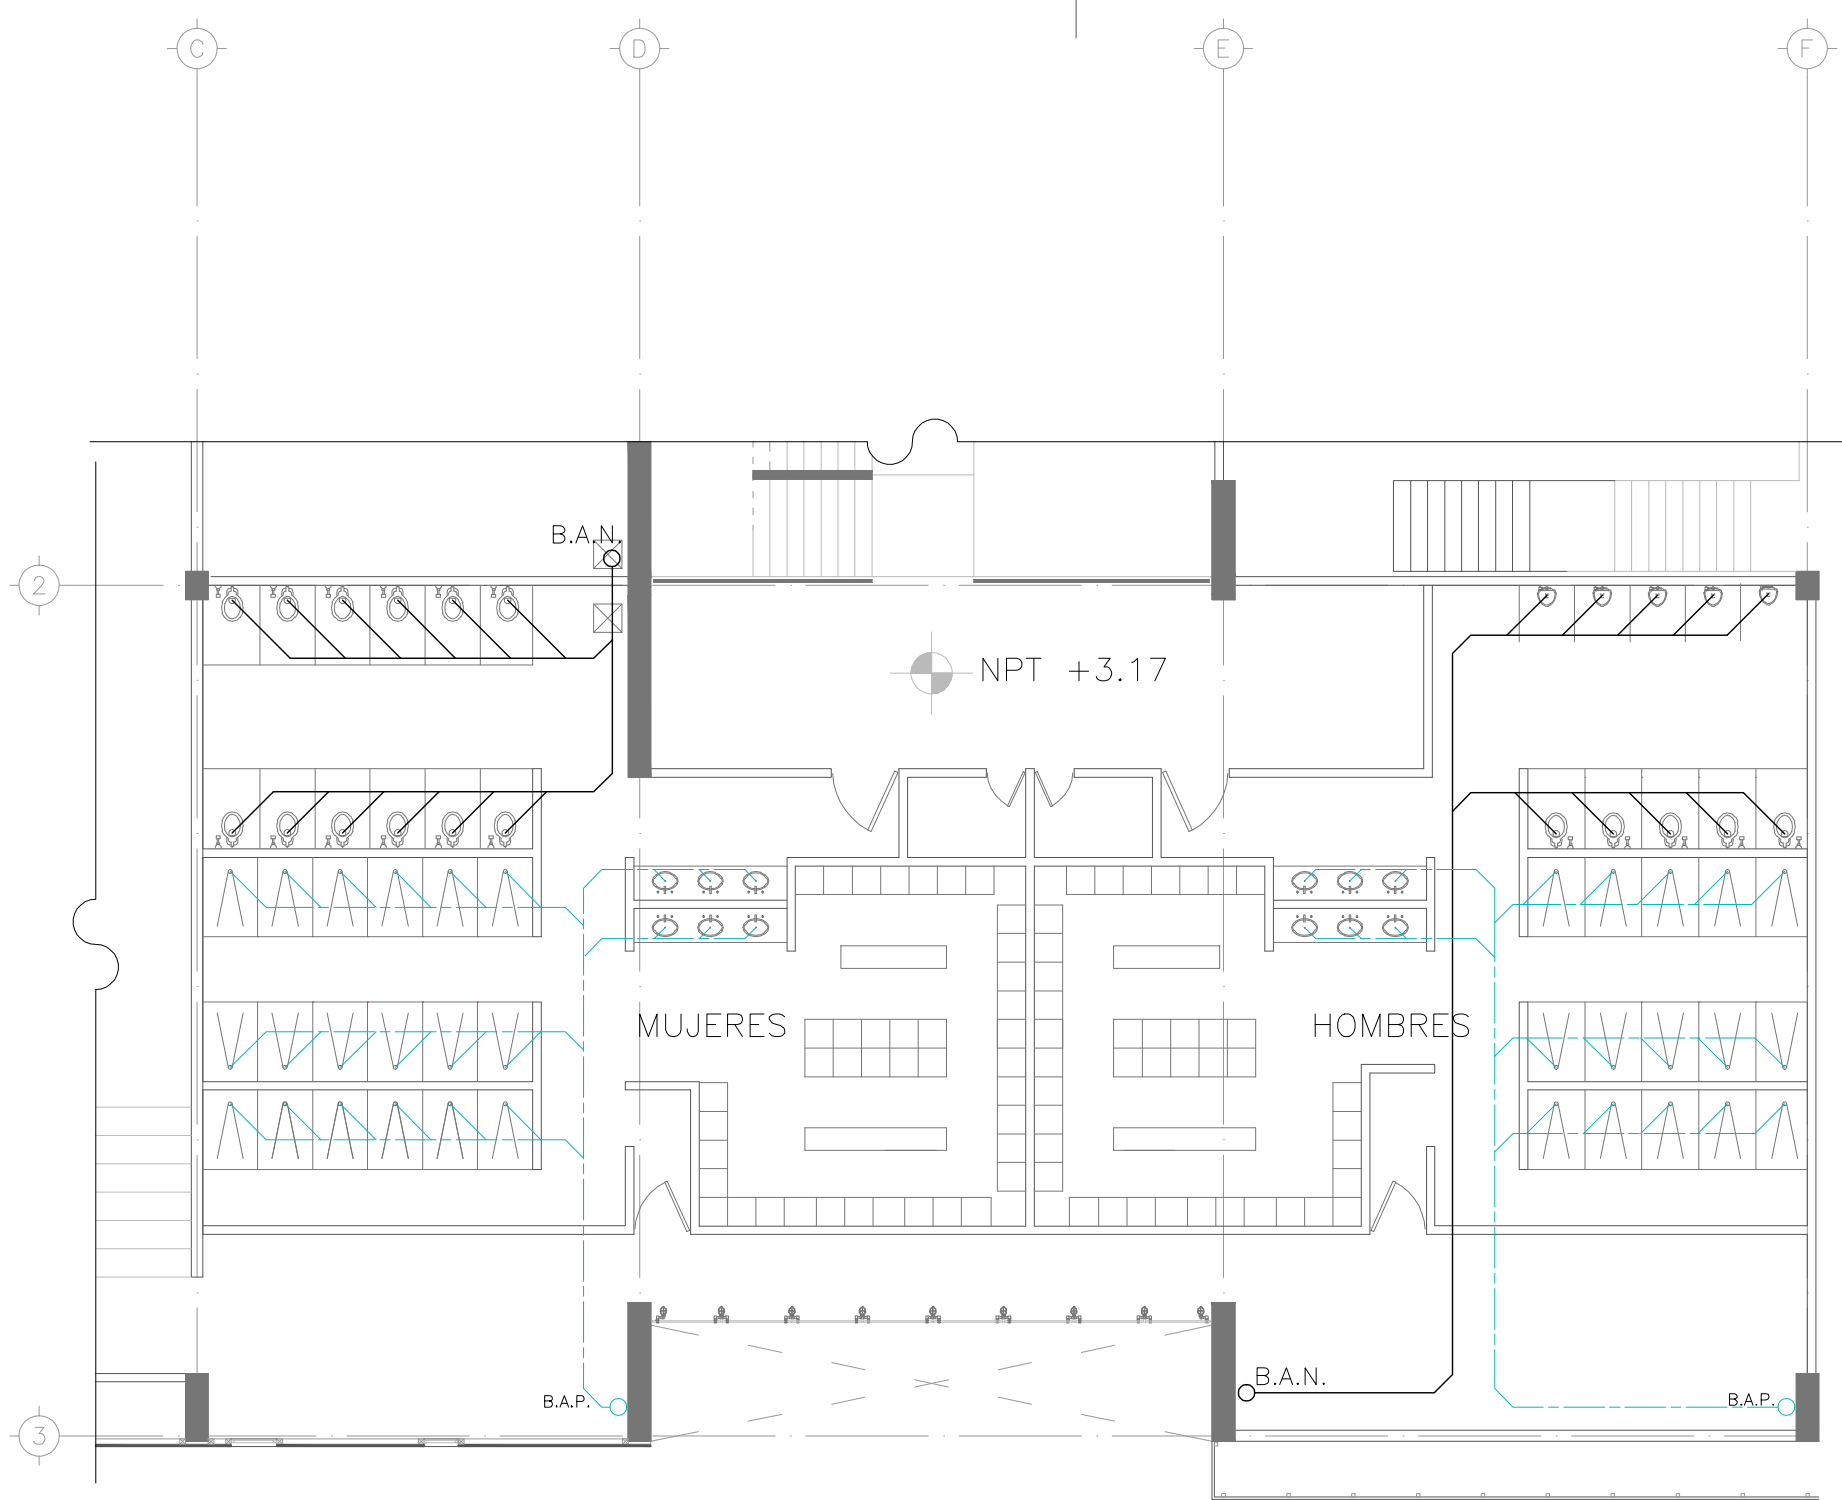 C D E F
B.A.N.
2
NPT +3.17
MUJERES HOMBRES
B.A.N.
B.A.P. B.A.P.
3